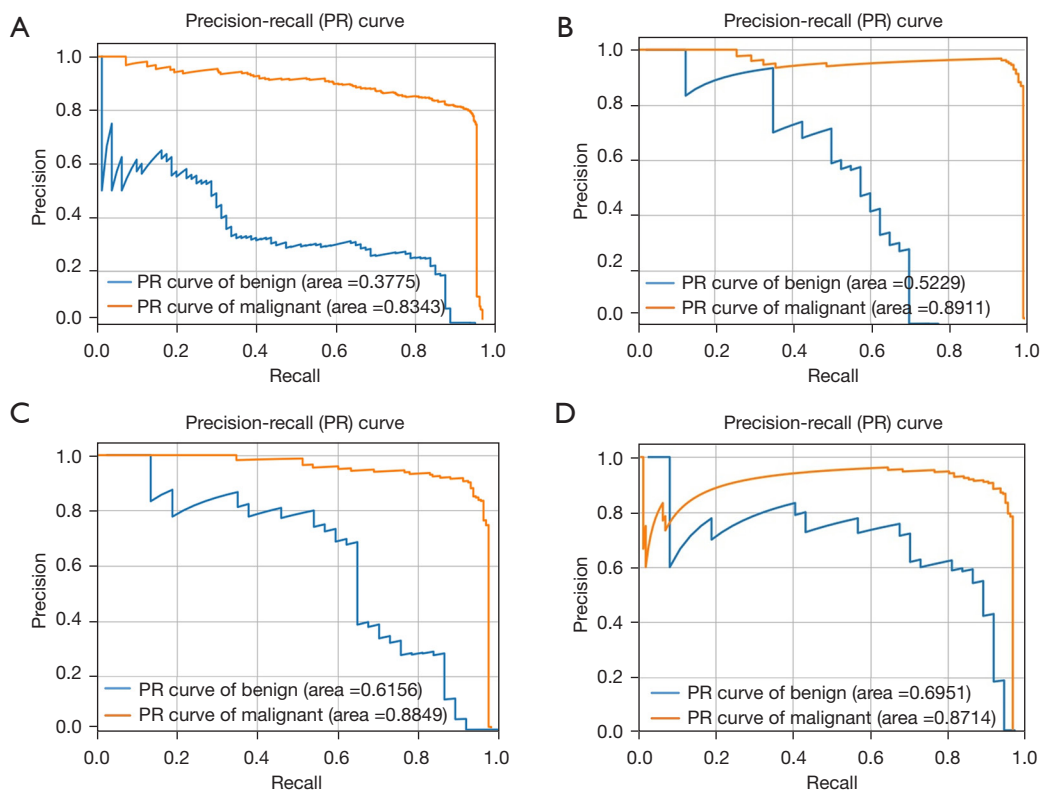 A
Precision-recall (PR) curve
1.0
0.8
0.6
0.4
0.2
0.0
Precision
PR curve of benign (area =0.3775)
PR curve of malignant (area =0.8343)
0.0 0.2 0.4 0.6 0.8 1.0
Recall
B
Precision-recall (PR) curve
1.0
0.8
0.6
0.4
0.2
0.0
Precision
PR curve of benign (area =0.5229)
PR curve of malignant (area =0.8911)
0.0 0.2 0.4 0.6 0.8 1.0
Recall
C
Precision-recall (PR) curve
1.0
0.8
0.6
0.4
0.2
0.0
Precision
PR curve of benign (area =0.6156)
PR curve of malignant (area =0.8849)
0.0 0.2 0.4 0.6 0.8 1.0
Recall
D
Precision-recall (PR) curve
1.0
0.8
0.6
0.4
0.2
0.0
Precision
PR curve of benign (area =0.6951)
PR curve of malignant (area =0.8714)
0.0 0.2 0.4 0.6 0.8 1.0
Recall